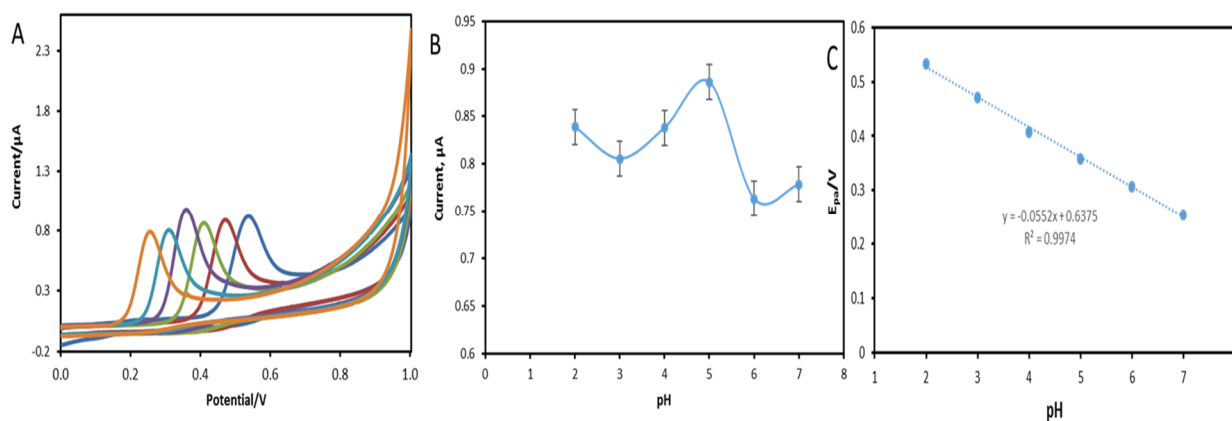 A
2.3
1.8
1.3
0.8
0.3
-0.2
Current/µA
0.0 0.2 0.4 0.6 0.8 1.0
Potential/V
B
0.95
0.9
0.85
0.8
0.75
0.7
0.65
0.6
Current, µA
0 1 2 3 4 5 6 7 8
pH
C
0.6
0.5
0.4
0.3
0.2
0.1
0
Epa/V
y = -0.0552x + 0.6375
R² = 0.9974
1 2 3 4 5 6 7
pH